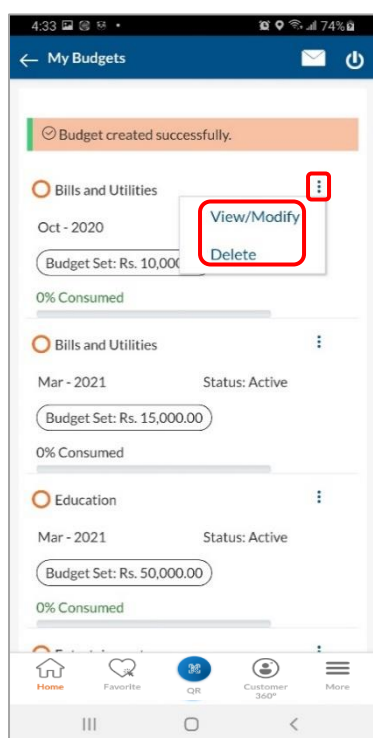 4:33
74%
My Budgets
Budget created successfully.
Bills and Utilities
View/Modify
Oct - 2020
Delete
Budget Set: Rs. 10,00
0% Consumed
Bills and Utilities
Mar - 2021 Status: Active
Budget Set: Rs. 15,000.00
0% Consumed
Education
Mar - 2021 Status: Active
Budget Set: Rs. 50,000.00
0% Consumed
Home Favorite QR Customer 360° More